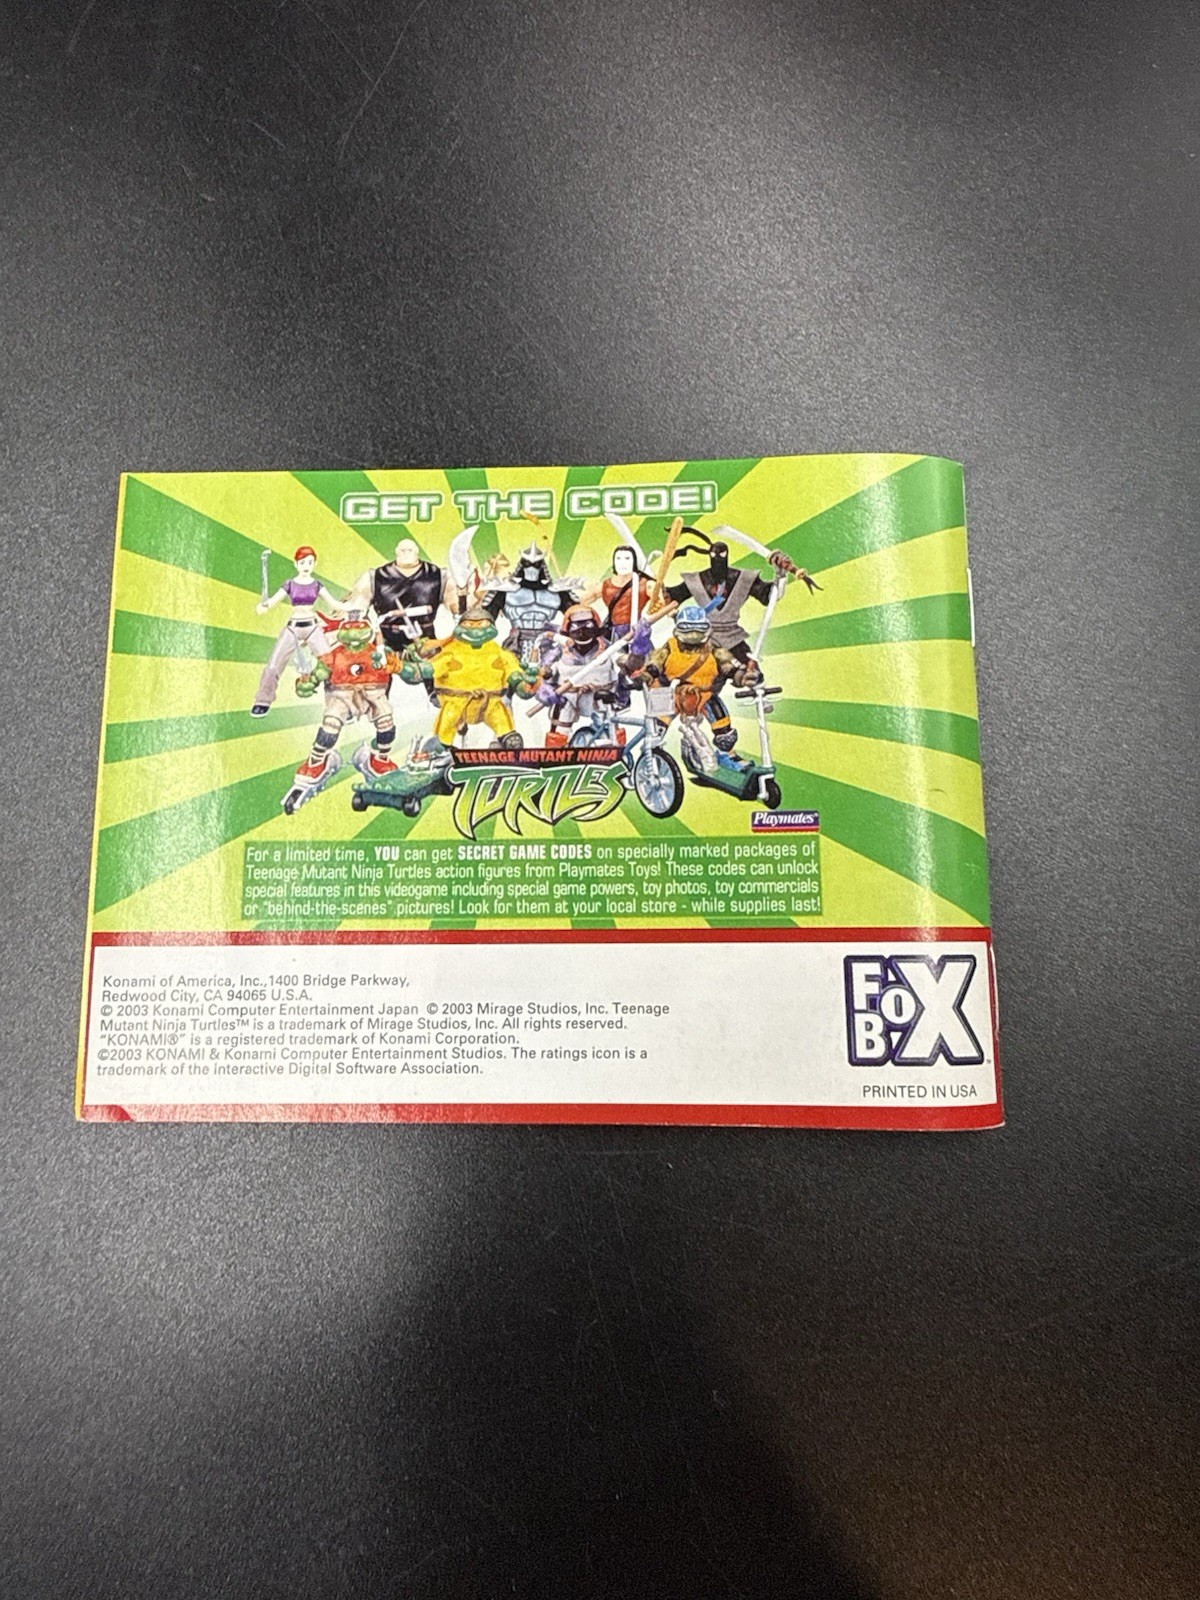 GET THE CODE!
TEENAGE MUTANT NINJA
TURTLES
Playmates
For a limited time, YOU can get SECRET GAME CODES on specially marked packages of
Teenage Mutant Ninja Turtles action figures from Playmates Toys! These codes can unlock
special features in this videogame including special game powers, toy photos, toy commercials
or "behind-the-scenes" pictures! Look for them at your local store - while supplies last!
Konami of America, Inc.,1400 Bridge Parkway,
Redwood City, CA 94065 U.S.A.
© 2003 Konami Computer Entertainment Japan © 2003 Mirage Studios, Inc. Teenage
Mutant Ninja Turtles™ is a trademark of Mirage Studios, Inc. All rights reserved.
"KONAMI®" is a registered trademark of Konami Corporation.
©2003 KONAMI & Konami Computer Entertainment Studios. The ratings icon is a
trademark of the Interactive Digital Software Association.
FOX
BOX
PRINTED IN USA